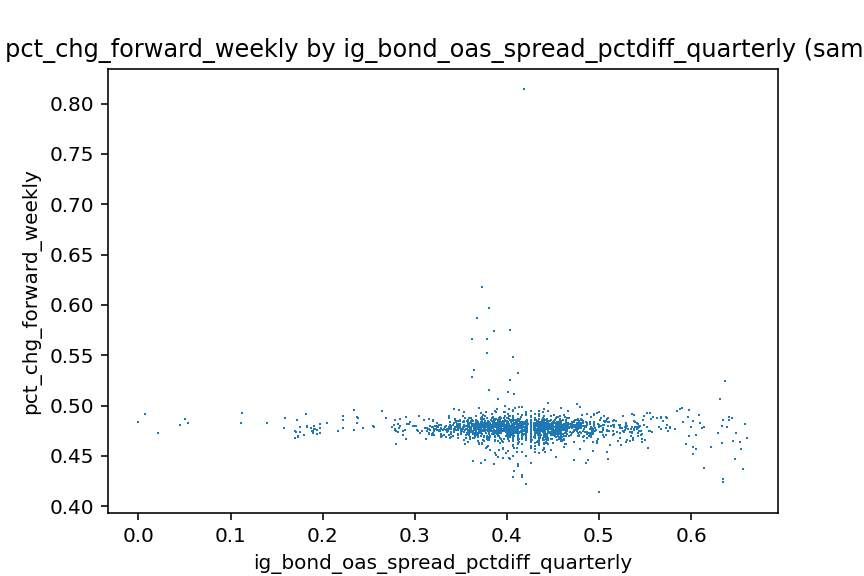 pct_chg_forward_weekly by ig_bond_oas_spread_pctdiff_quarterly (sam
0.80
0.75
0.70
0.65
0.60
0.55
0.50
0.45
0.40
pct_chg_forward_weekly
0.0 0.1 0.2 0.3 0.4 0.5 0.6
ig_bond_oas_spread_pctdiff_quarterly